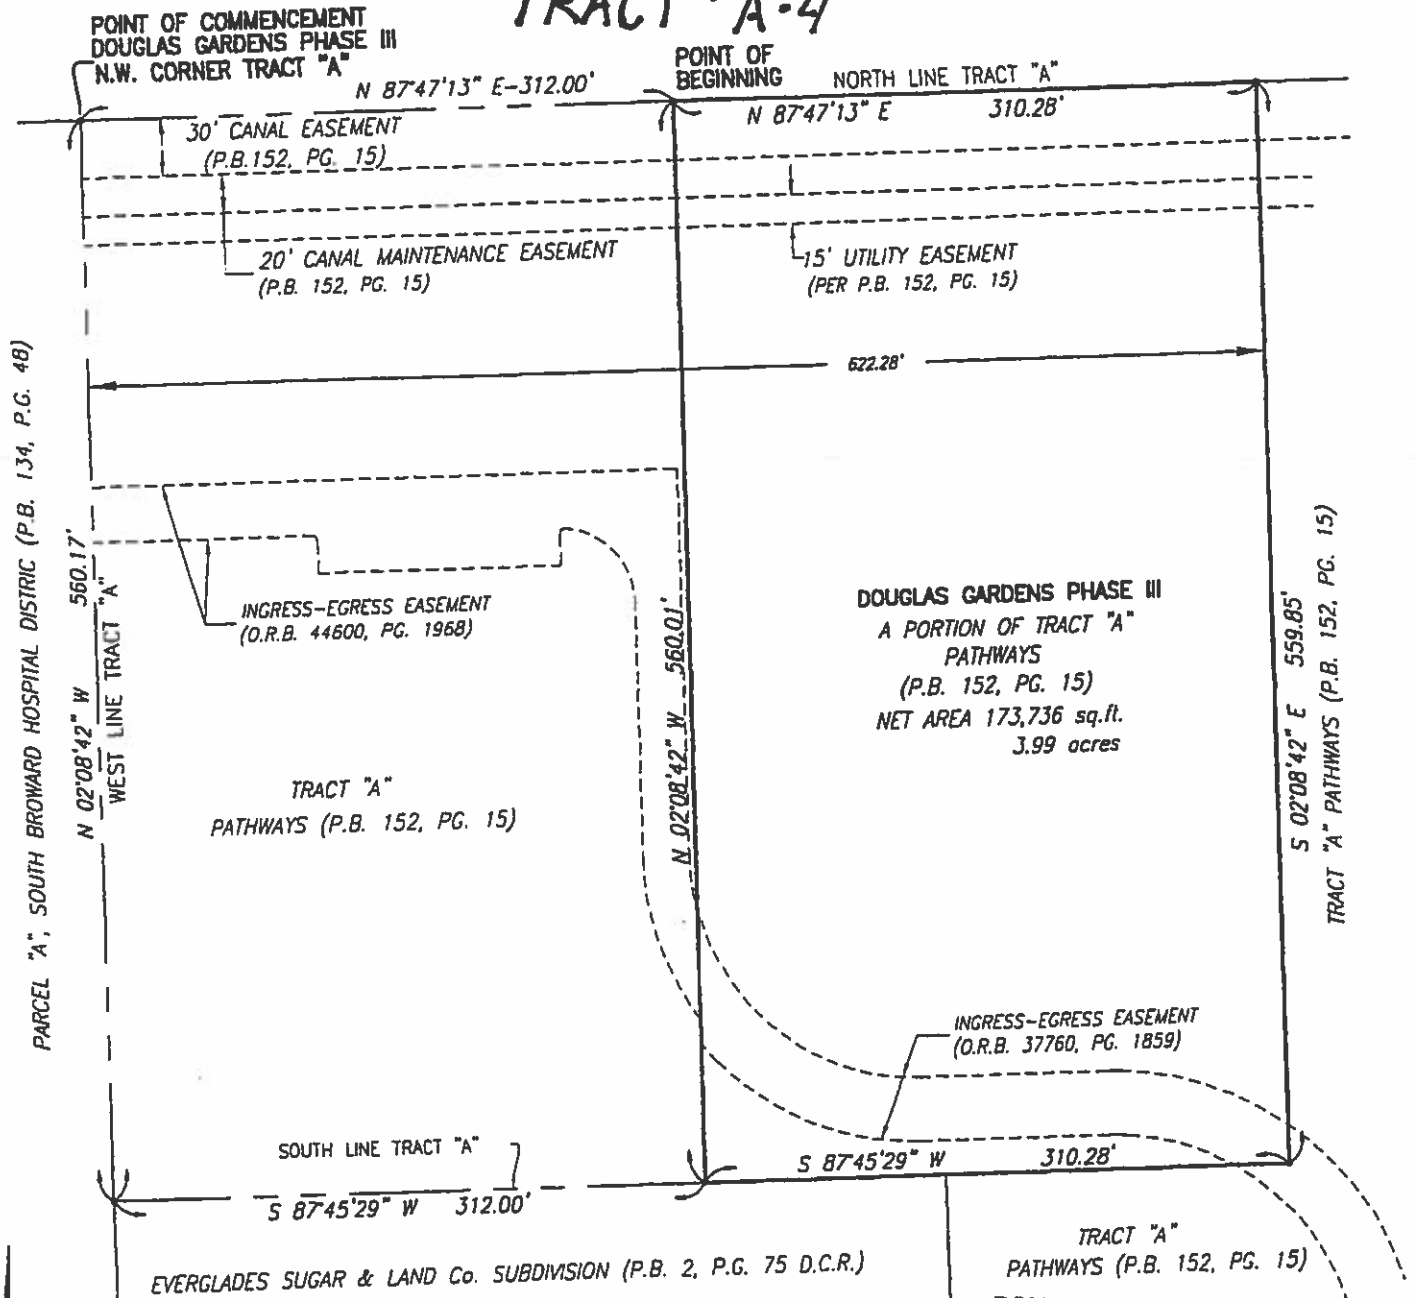 TRACT "A-4
POINT OF COMMENCEMENT
DOUGLAS GARDENS PHASE III
N.W. CORNER TRACT "A"
N 87°47'13" E-312.00'
POINT OF
BEGINNING
NORTH LINE TRACT "A"
N 87°47'13" E 310.28'
30' CANAL EASEMENT
(P.B.152, PG. 15)
20' CANAL MAINTENANCE EASEMENT
(P.B. 152, PG. 15)
15' UTILITY EASEMENT
(PER P.B. 152, PG. 15)
622.28'
PARCEL "A", SOUTH BROWARD HOSPITAL DISTRIC (P.B. 134, P.G. 48)
N 02°08'42" W 560.17'
WEST LINE TRACT "A"
INGRESS-EGRESS EASEMENT
(O.R.B. 44600, PG. 1968)
TRACT "A"
PATHWAYS (P.B. 152, PG. 15)
N 02°08'42" W 560.01'
DOUGLAS GARDENS PHASE III
A PORTION OF TRACT "A"
PATHWAYS
(P.B. 152, PG. 15)
NET AREA 173,736 sq.ft.
3.99 acres
S 02°08'42" E 559.85'
TRACT "A" PATHWAYS (P.B. 152, PG. 15)
INGRESS-EGRESS EASEMENT
(O.R.B. 37760, PG. 1859)
SOUTH LINE TRACT "A"
S 87°45'29" W 312.00'
S 87°45'29" W 310.28'
EVERGLADES SUGAR & LAND Co. SUBDIVISION (P.B. 2, P.G. 75 D.C.R.)
TRACT "A"
PATHWAYS (P.B. 152, PG. 15)